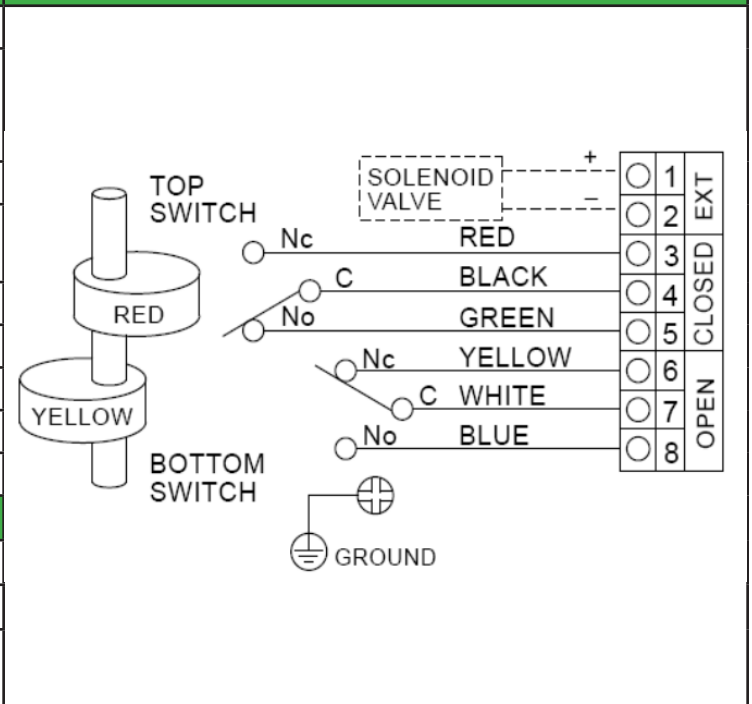 TOP
SWITCH
RED
YELLOW
BOTTOM
SWITCH
SOLENOID
VALVE
+
−
Nc RED
C BLACK
No GREEN
Nc YELLOW
C WHITE
No BLUE
GROUND
1
2
3
4
5
6
7
8
EXT
CLOSED
OPEN